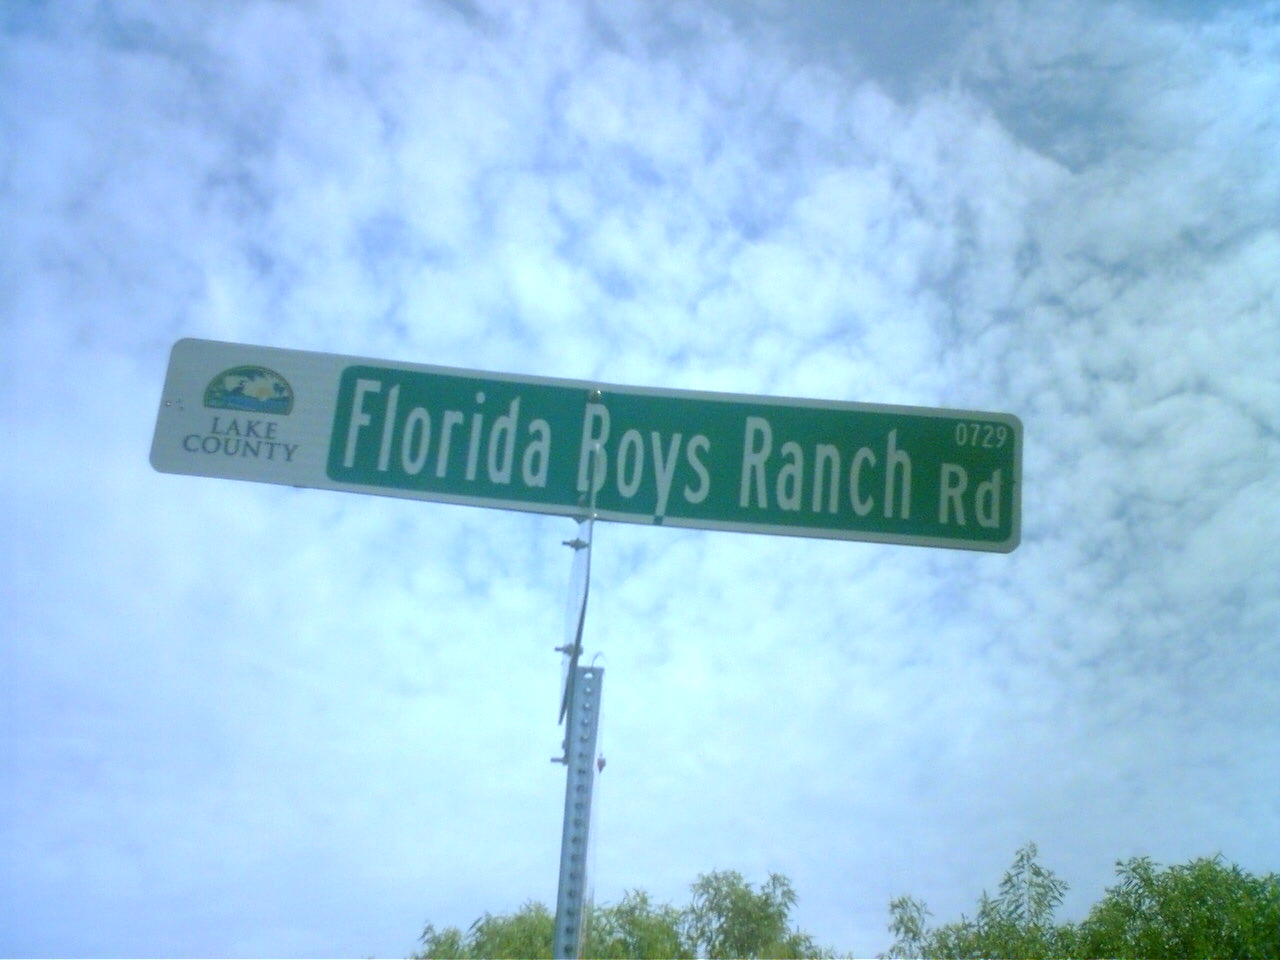 LAKE
COUNTY
Florida Boys Ranch Rd
0729